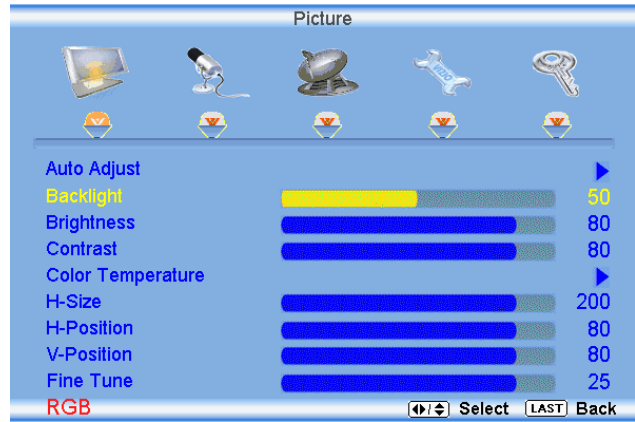 Picture
VIZIO
Auto Adjust
Backlight 50
Brightness 80
Contrast 80
Color Temperature
H-Size 200
H-Position 80
V-Position 80
Fine Tune 25
RGB Select LAST Back